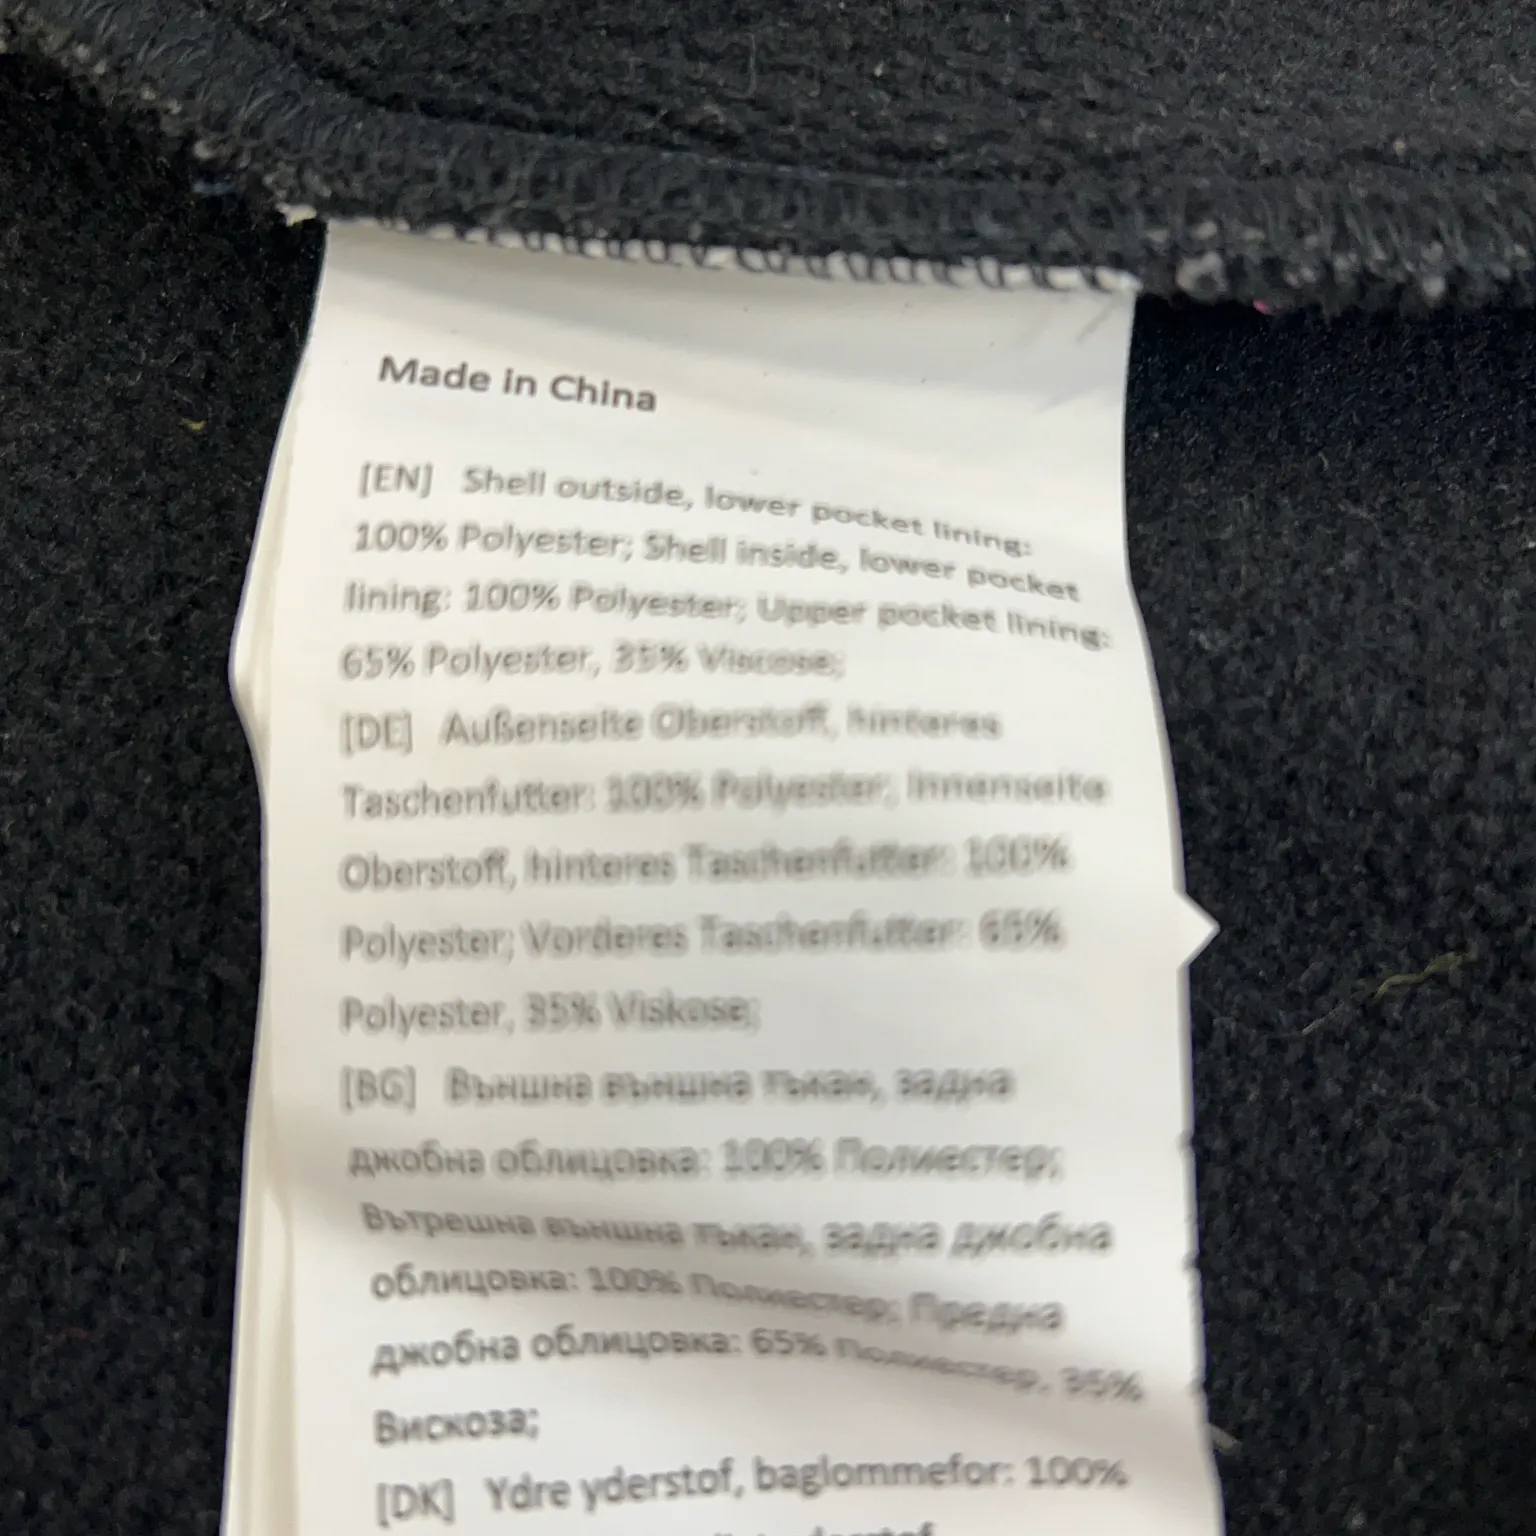 Made in China
[EN] Shell outside, lower pocket lining:
100% Polyester; Shell inside, lower pocket
lining: 100% Polyester; Upper pocket lining:
65% Polyester, 35% Viscose;
[DE] Außenseite Oberstoff, hinteres
Taschenfutter: 100% Polyester; Innenseite
Oberstoff, hinteres Taschenfutter: 100%
Polyester; Vorderes Taschenfutter: 65%
Polyester, 35% Viskose;
[BG] Външна външна тъкан, задна
джобна облицовка: 100% Полиестер;
Вътрешна външна тъкан, задна джобна
облицовка: 100% Полиестер; Предна
джобна облицовка: 65% Полиестер, 35%
Вискоза;
[DK] Ydre yderstof, baglommefor: 100%